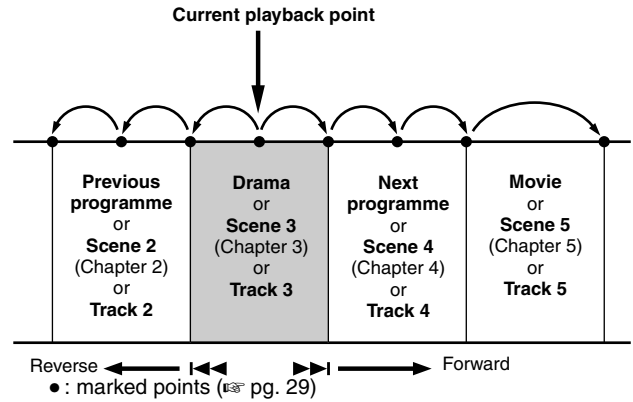 Current playback point
Previous
programme
or
Scene 2
(Chapter 2)
or
Track 2
Drama
or
Scene 3
(Chapter 3)
or
Track 3
Next
programme
or
Scene 4
(Chapter 4)
or
Track 4
Movie
or
Scene 5
(Chapter 5)
or
Track 5
Reverse
Forward
● : marked points (☞ pg. 29)